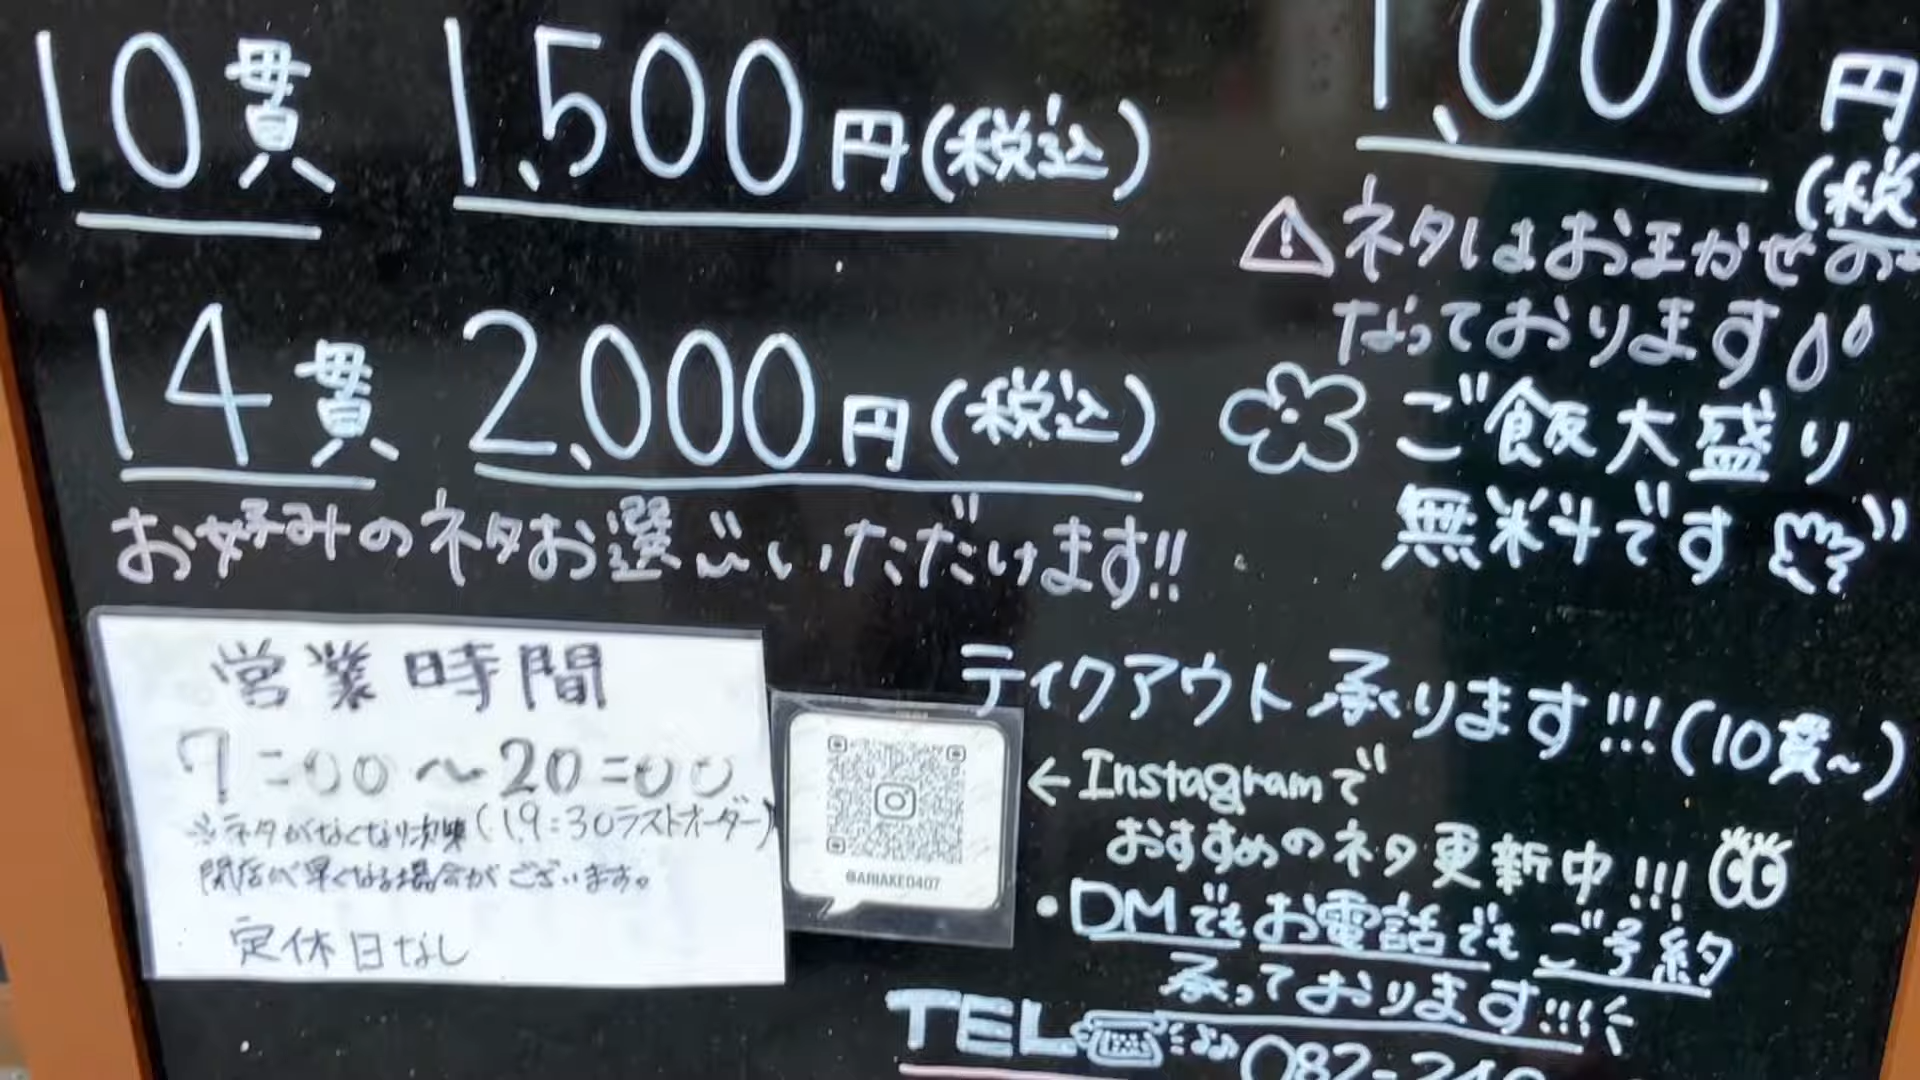 10貫 1,500円(税込)
14貫 2,000円(税込)
お好みのネタお選びいただけます!!
1,000円
(税
⚠ネタはおまかせの
なっております
ご飯大盛り
無料です
営業時間
7:00〜20:00
※ネタがなくなり次第(19:30ラストオーダー)
閉店が早くなる場合がございます。
定休日なし
@ARIAKE0407
テイクアウト承ります!!!(10貫~)
←Instagramで
おすすめのネタ更新中!!!
・DMでもお電話でもご予約
承っております!!!
TEL
082-240